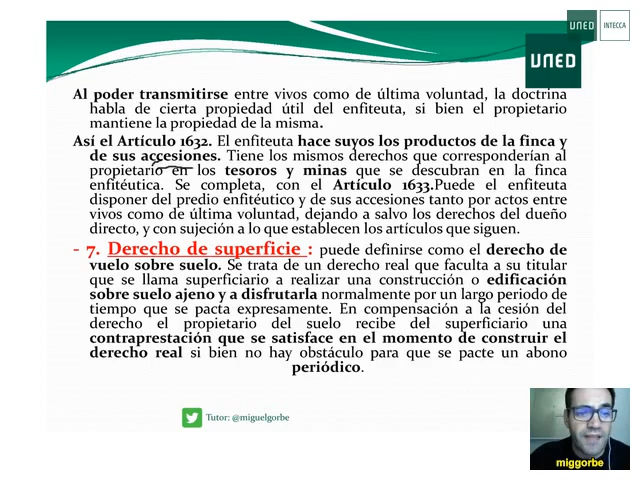 UNED
INTECCA
UNED
Al poder transmitirse entre vivos como de última voluntad, la doctrina
habla de cierta propiedad útil del enfiteuta, si bien el propietario
mantiene la propiedad de la misma.
Así el Artículo 1632. El enfiteuta hace suyos los productos de la finca y
de sus accesiones. Tiene los mismos derechos que corresponderían al
propietario en los tesoros y minas que se descubran en la finca
enfitéutica. Se completa, con el Artículo 1633.Puede el enfiteuta
disponer del predio enfitéutico y de sus accesiones tanto por actos entre
vivos como de última voluntad, dejando a salvo los derechos del dueño
directo, y con sujeción a lo que establecen los artículos que siguen.
- 7. Derecho de superficie : puede definirse como el derecho de
vuelo sobre suelo. Se trata de un derecho real que faculta a su titular
que se llama superficiario a realizar una construcción o edificación
sobre suelo ajeno y a disfrutarla normalmente por un largo periodo de
tiempo que se pacta expresamente. En compensación a la cesión del
derecho el propietario del suelo recibe del superficiario una
contraprestación que se satisface en el momento de construir el
derecho real si bien no hay obstáculo para que se pacte un abono
periódico.
Tutor: @miguelgorbe
miggorbe